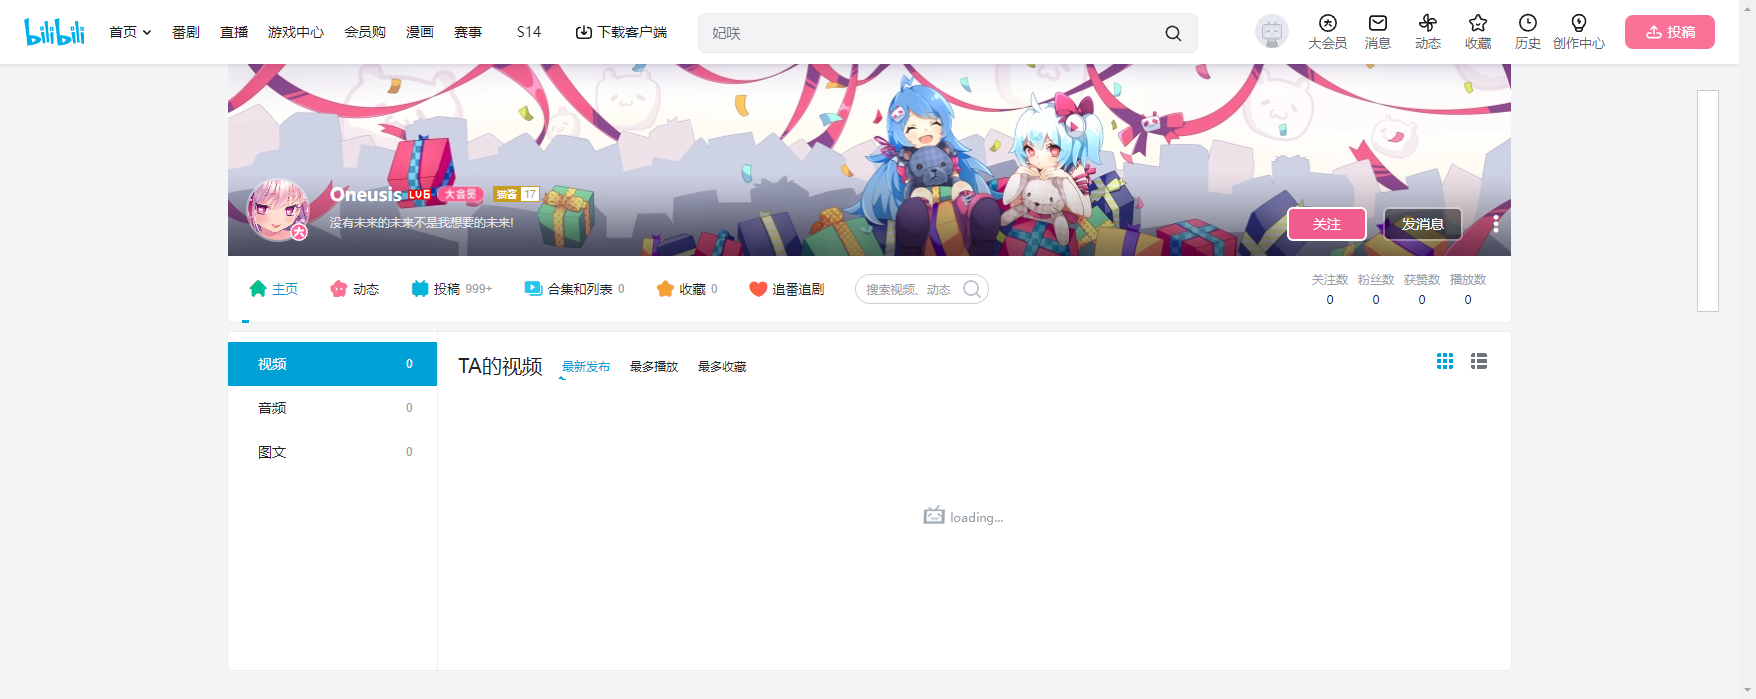 bilibili 首页 番剧 直播 游戏中心 会员购 漫画 赛事 S14 下载客户端 妃咲 大会员 消息 动态 收藏 历史 创作中心 投稿
Oneusis LV6 大会员 猫酱 17
没有未来的未来不是我想要的未来!
关注 发消息
主页 动态 投稿 999+ 合集和列表 0 收藏 0 追番追剧 搜索视频、动态
关注数 粉丝数 获赞数 播放数
0 0 0 0
视频 0
音频 0
图文 0
TA的视频 最新发布 最多播放 最多收藏
loading...